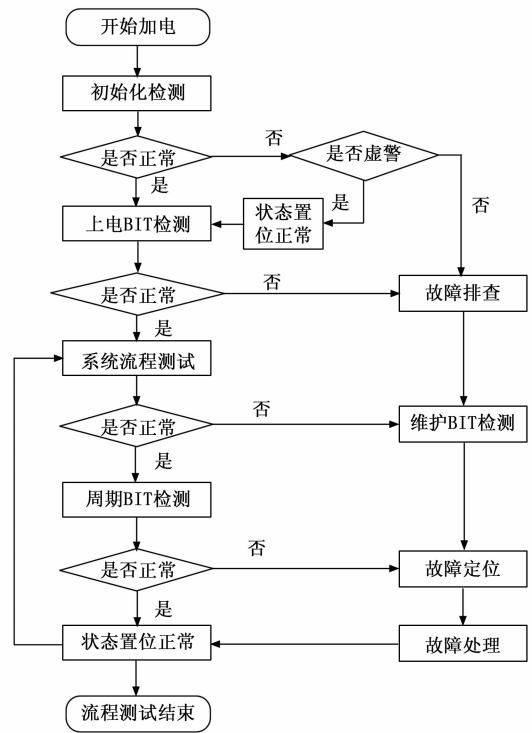 开始加电
初始化检测
是否正常
否
是否虚警
是
是
否
状态置
位正常
上电BIT检测
是否正常
否
故障排查
是
系统流程测试
是否正常
否
维护BIT检测
是
周期BIT检测
是否正常
否
故障定位
是
状态置位正常
故障处理
流程测试结束